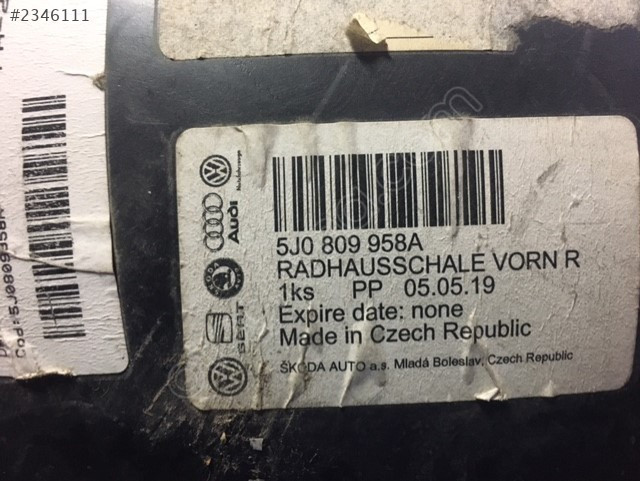 #2346111
5J0 809 958A
RADHAUSSCHALE VORN R
1ks PP 05.05.19
Expire date: none
Made in Czech Republic
ŠKODA AUTO a.s. Mladá Boleslav, Czech Republic
Audi
SEAT